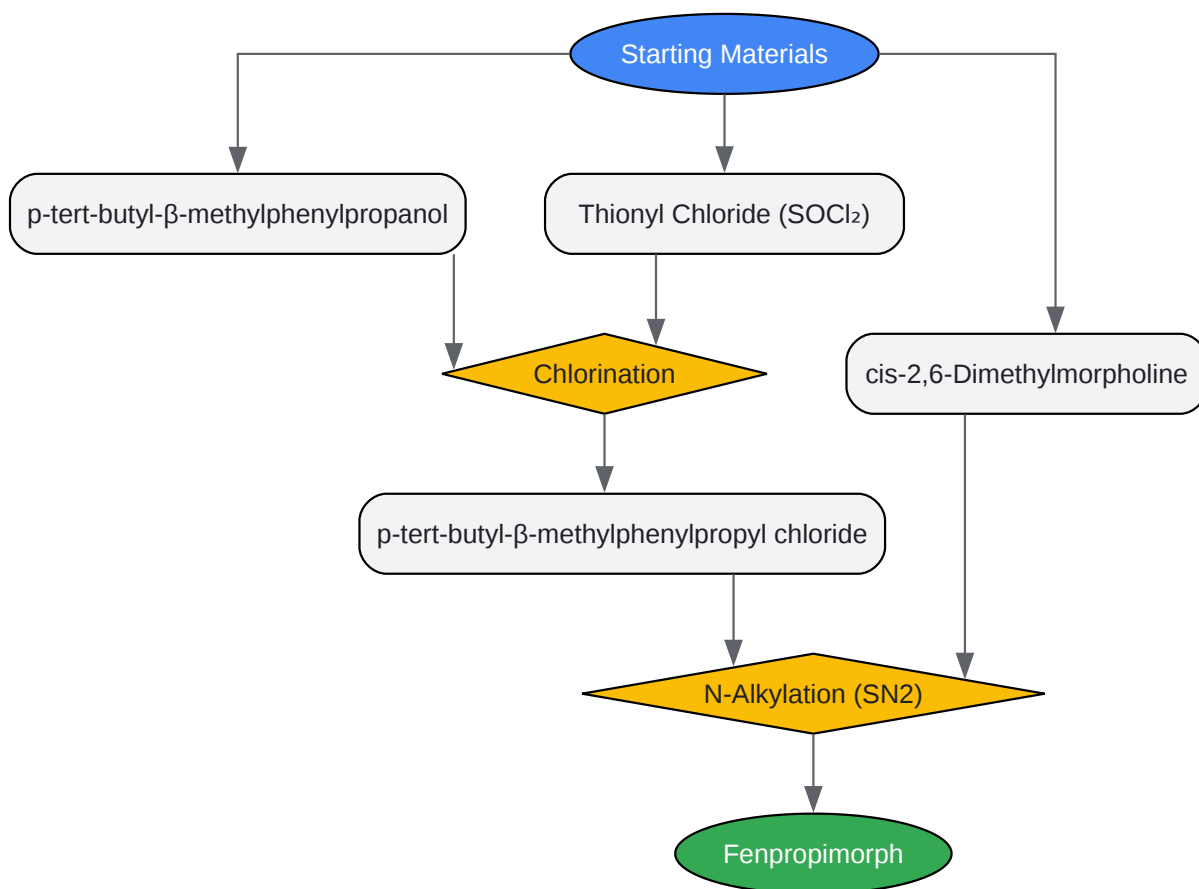 Starting Materials
p-tert-butyl-β-methylphenylpropanol
Thionyl Chloride (SOCl₂)
Chlorination
cis-2,6-Dimethylmorpholine
p-tert-butyl-β-methylphenylpropyl chloride
N-Alkylation (SN2)
Fenpropimorph